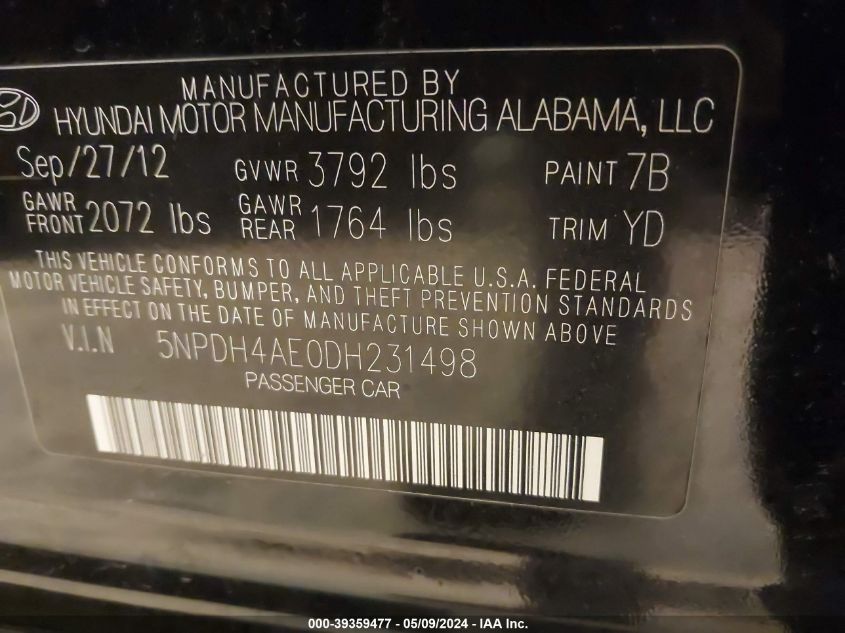 MANUFACTURED BY
HYUNDAI MOTOR MANUFACTURING ALABAMA, LLC
Sep/27/12 GVWR 3792 lbs PAINT 7B
GAWR FRONT 2072 lbs GAWR REAR 1764 lbs TRIM YD
THIS VEHICLE CONFORMS TO ALL APPLICABLE U.S.A. FEDERAL
MOTOR VEHICLE SAFETY, BUMPER, AND THEFT PREVENTION STANDARDS
IN EFFECT ON THE DATE OF MANUFACTURE SHOWN ABOVE
V.I.N 5NPDH4AE0DH231498
PASSENGER CAR
000-39359477 - 05/09/2024 - IAA Inc.